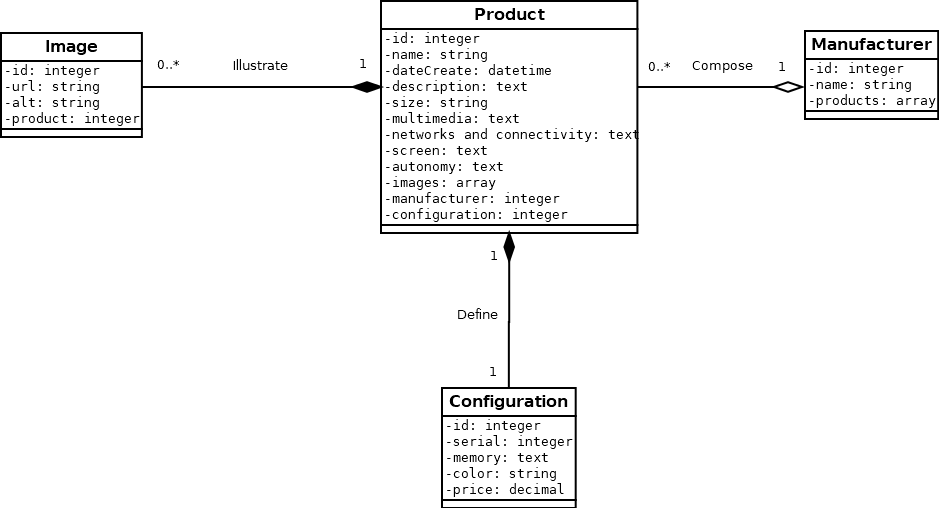 Product
-id: integer
-name: string
-dateCreate: datetime
-description: text
-size: string
-multimedia: text
-networks and connectivity: text
-screen: text
-autonomy: text
-images: array
-manufacturer: integer
-configuration: integer
Image
-id: integer
-url: string
-alt: string
-product: integer
0..*
Illustrate
1
0..*
Compose
1
Manufacturer
-id: integer
-name: string
-products: array
1
Define
1
Configuration
-id: integer
-serial: integer
-memory: text
-color: string
-price: decimal